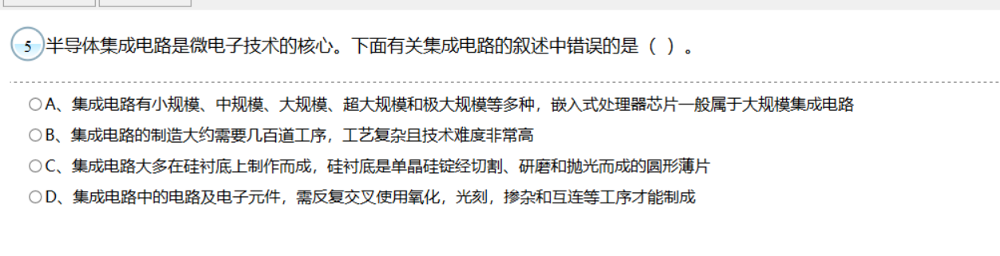 5 半导体集成电路是微电子技术的核心。下面有关集成电路的叙述中错误的是（ ）。
A、集成电路有小规模、中规模、大规模、超大规模和极大规模等多种，嵌入式处理器芯片一般属于大规模集成电路
B、集成电路的制造大约需要几百道工序，工艺复杂且技术难度非常高
C、集成电路大多在硅衬底上制作而成，硅衬底是单晶硅锭经切割、研磨和抛光而成的圆形薄片
D、集成电路中的电路及电子元件，需反复交叉使用氧化，光刻，掺杂和互连等工序才能制成